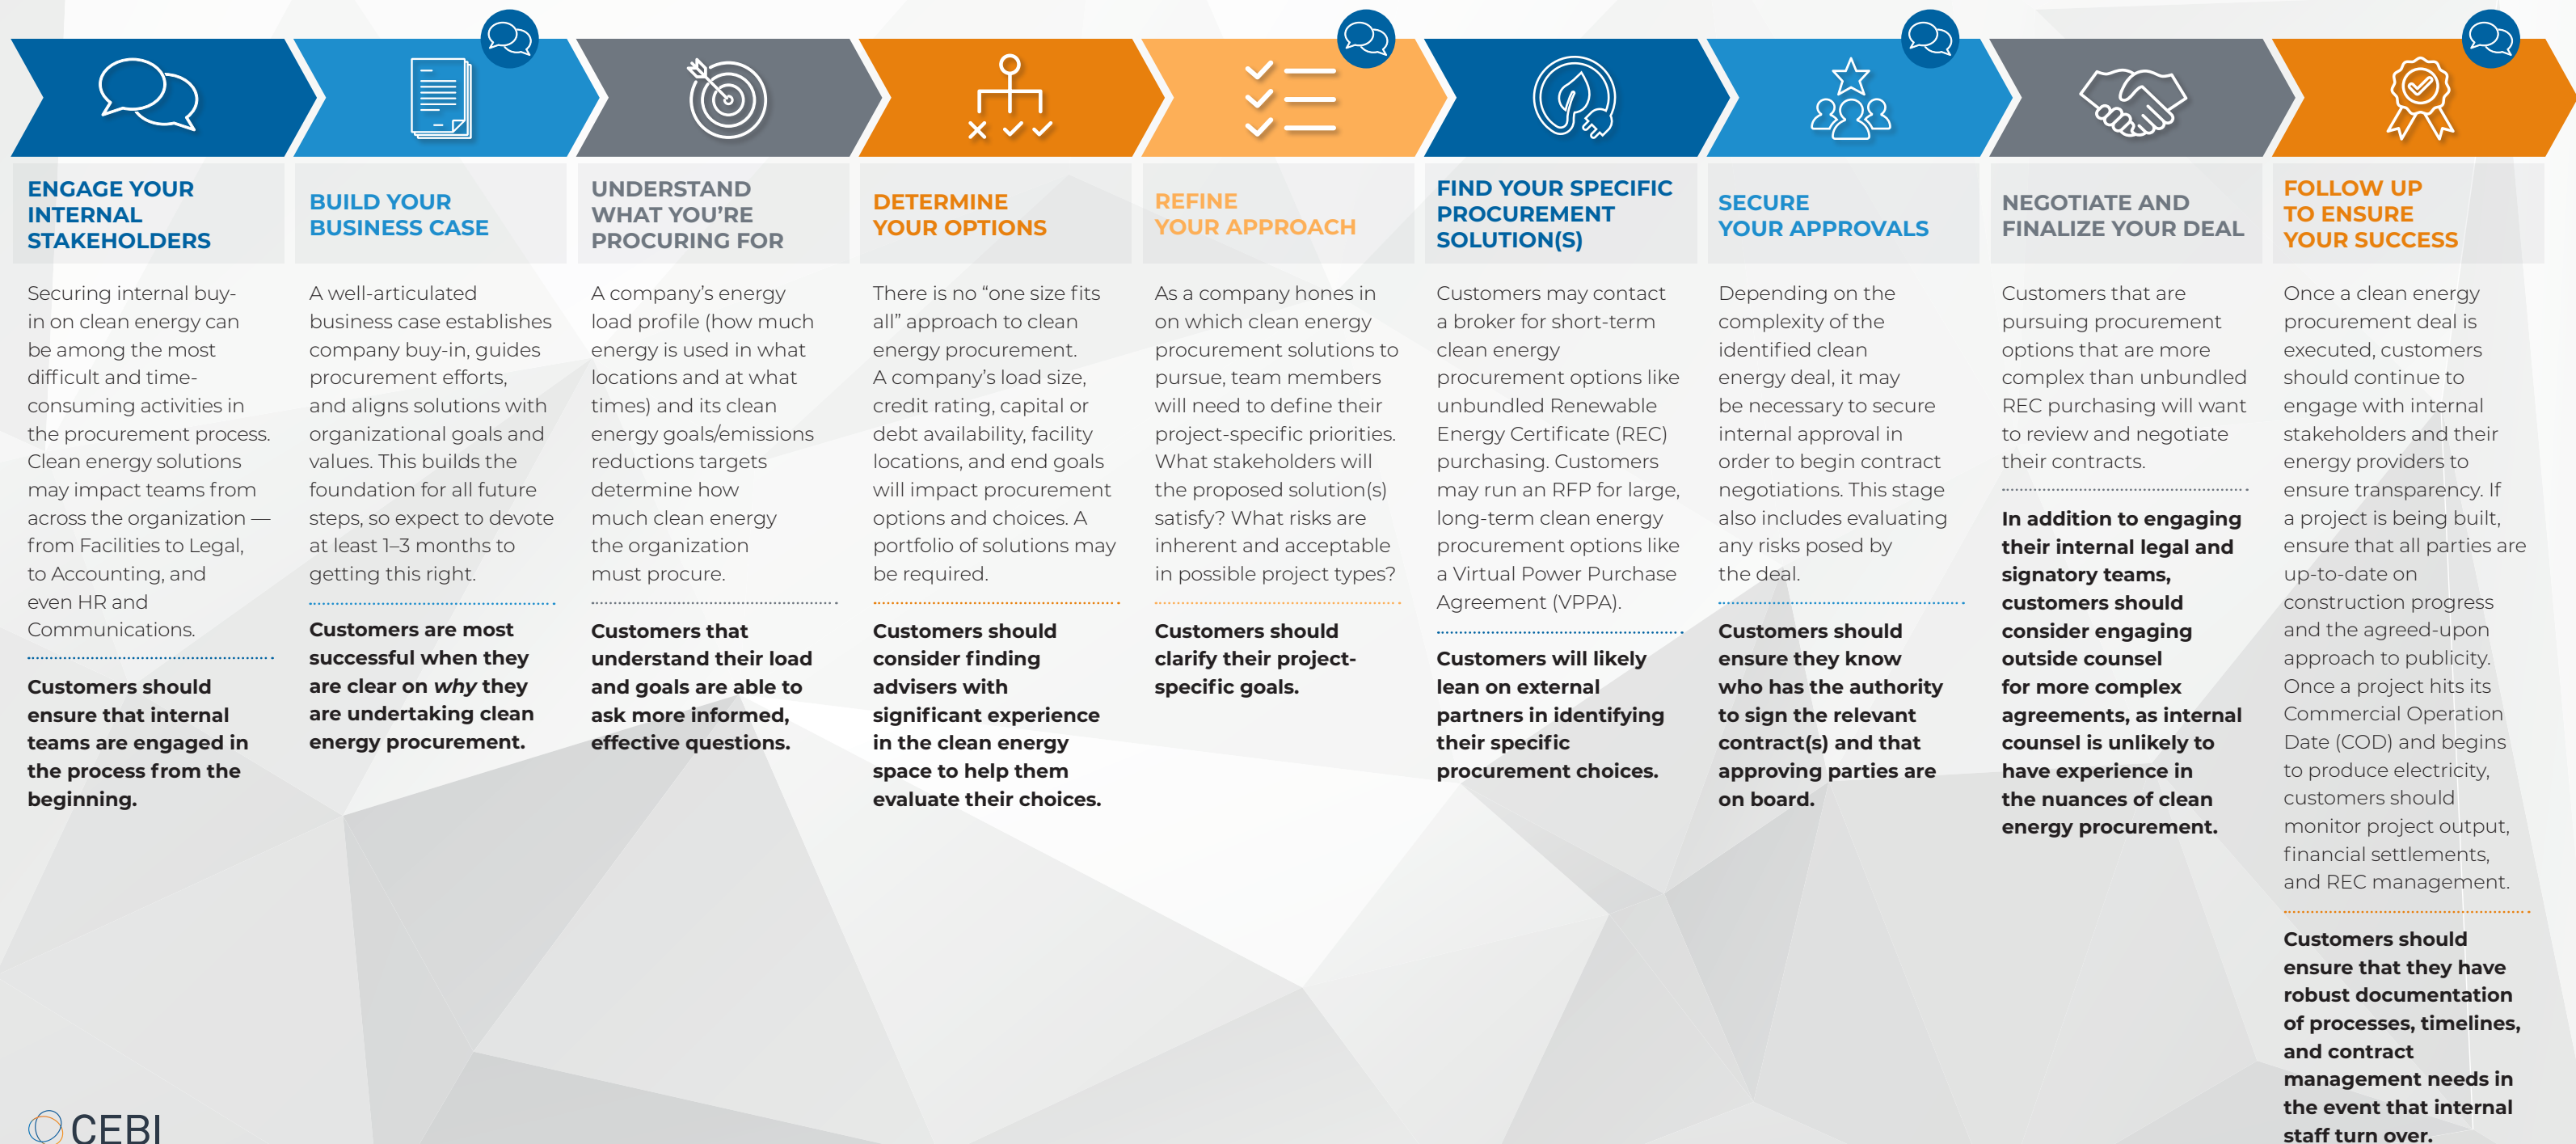 ENGAGE YOUR
INTERNAL
STAKEHOLDERS
Securing internal buy-
in on clean energy can
be among the most
difficult and time-
consuming activities in
the procurement process.
Clean energy solutions
may impact teams from
across the organization —
from Facilities to Legal,
to Accounting, and
even HR and
Communications.
Customers should
ensure that internal
teams are engaged in
the process from the
beginning.
BUILD YOUR
BUSINESS CASE
A well-articulated
business case establishes
company buy-in, guides
procurement efforts,
and aligns solutions with
organizational goals and
values. This builds the
foundation for all future
steps, so expect to devote
at least 1–3 months to
getting this right.
Customers are most
successful when they
are clear on why they
are undertaking clean
energy procurement.
UNDERSTAND
WHAT YOU’RE
PROCURING FOR
A company’s energy
load profile (how much
energy is used in what
locations and at what
times) and its clean
energy goals/emissions
reductions targets
determine how
much clean energy
the organization
must procure.
Customers that
understand their load
and goals are able to
ask more informed,
effective questions.
DETERMINE
YOUR OPTIONS
There is no “one size fits
all” approach to clean
energy procurement.
A company’s load size,
credit rating, capital or
debt availability, facility
locations, and end goals
will impact procurement
options and choices. A
portfolio of solutions may
be required.
Customers should
consider finding
advisers with
significant experience
in the clean energy
space to help them
evaluate their choices.
REFINE
YOUR APPROACH
As a company hones in
on which clean energy
procurement solutions to
pursue, team members
will need to define their
project-specific priorities.
What stakeholders will
the proposed solution(s)
satisfy? What risks are
inherent and acceptable
in possible project types?
Customers should
clarify their project-
specific goals.
FIND YOUR SPECIFIC
PROCUREMENT
SOLUTION(S)
Customers may contact
a broker for short-term
clean energy
procurement options like
unbundled Renewable
Energy Certificate (REC)
purchasing. Customers
may run an RFP for large,
long-term clean energy
procurement options like
a Virtual Power Purchase
Agreement (VPPA).
Customers will likely
lean on external
partners in identifying
their specific
procurement choices.
SECURE
YOUR APPROVALS
Depending on the
complexity of the
identified clean
energy deal, it may
be necessary to secure
internal approval in
order to begin contract
negotiations. This stage
also includes evaluating
any risks posed by
the deal.
Customers should
ensure they know
who has the authority
to sign the relevant
contract(s) and that
approving parties are
on board.
NEGOTIATE AND
FINALIZE YOUR DEAL
Customers that are
pursuing procurement
options that are more
complex than unbundled
REC purchasing will want
to review and negotiate
their contracts.
In addition to engaging
their internal legal and
signatory teams,
customers should
consider engaging
outside counsel
for more complex
agreements, as internal
counsel is unlikely to
have experience in
the nuances of clean
energy procurement.
FOLLOW UP
TO ENSURE
YOUR SUCCESS
Once a clean energy
procurement deal is
executed, customers
should continue to
engage with internal
stakeholders and their
energy providers to
ensure transparency. If
a project is being built,
ensure that all parties are
up-to-date on
construction progress
and the agreed-upon
approach to publicity.
Once a project hits its
Commercial Operation
Date (COD) and begins
to produce electricity,
customers should
monitor project output,
financial settlements,
and REC management.
Customers should
ensure that they have
robust documentation
of processes, timelines,
and contract
management needs in
the event that internal
staff turn over.
CEBI